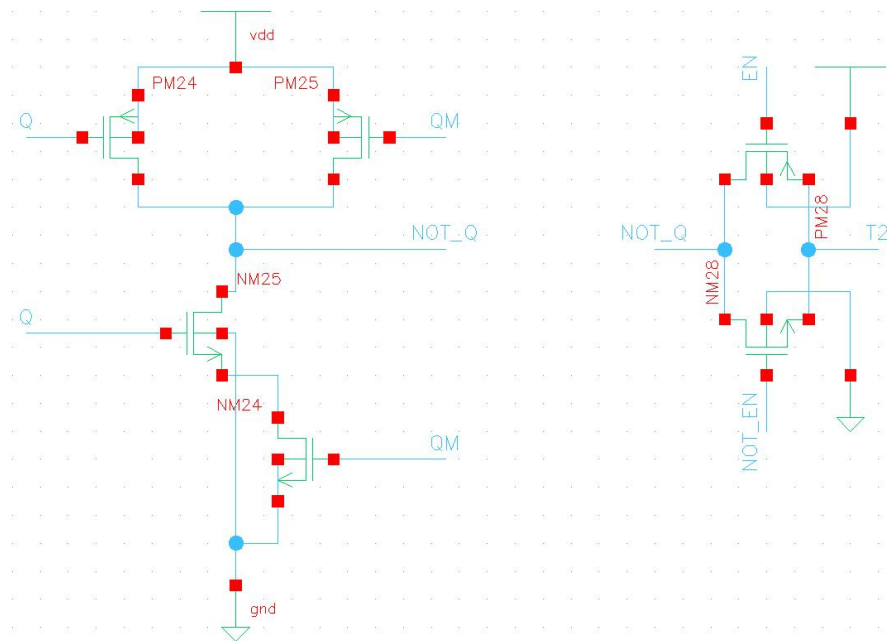 vdd
PM24
PM25
Q
QM
NOT_Q
NM25
Q
NM24
QM
gnd
EN
PM28
NOT_Q
T2
NM28
NOT_EN